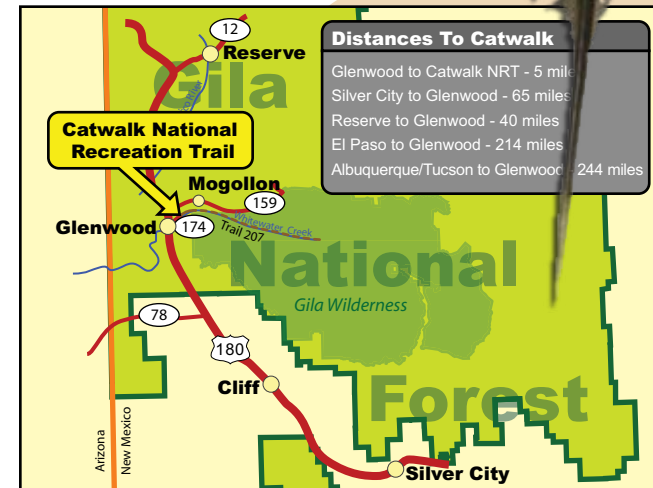 12
Reserve
Distances To Catwalk
Glenwood to Catwalk NRT - 5 mile
Silver City to Glenwood - 65 miles
Reserve to Glenwood - 40 miles
El Paso to Glenwood - 214 miles
Albuquerque/Tucson to Glenwood 244 miles
Gila
Catwalk National
Recreation Trail
Mogollon
159
Glenwood
174
Whitewater Creek
Trail 207
National
Gila Wilderness
78
180
Cliff
Forest
Arizona
New Mexico
Silver City